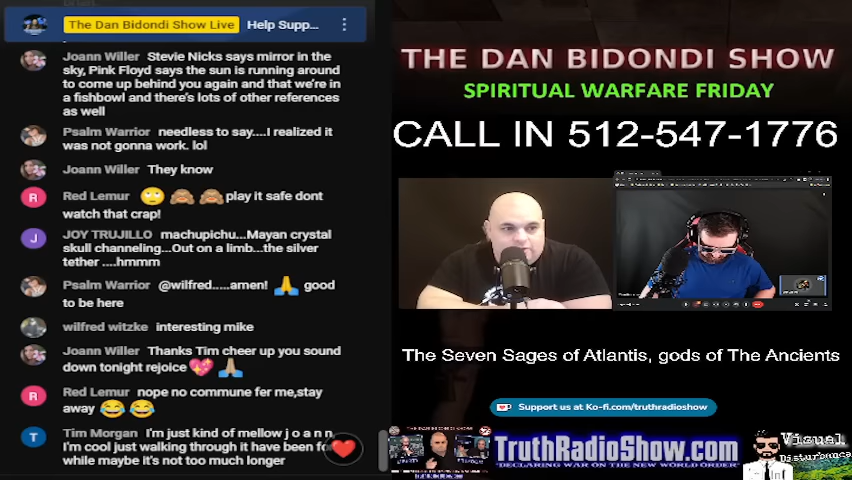 The Dan Bidondi Show Live Help Supp...
Joann Willer Stevie Nicks says mirror in the
sky, Pink Floyd says the sun is running around
to come up behind you again and that we're in
a fishbowl and there's lots of other references
as well
Psalm Warrior needless to say....I realized it
was not gonna work. lol
Joann Willer They know
R Red Lemur 🙄 🙈 🙈 play it safe dont
watch that crap!
J JOY TRUJILLO machupichu...Mayan crystal
skull channeling...Out on a limb...the silver
tether ....hmmm
Psalm Warrior @wilfred.....amen! 🙏 good
to be here
wilfred witzke interesting mike
Joann Willer Thanks Tim cheer up you sound
down tonight rejoice 💖 🙏
R Red Lemur nope no commune fer me,stay
away 😂 😂
T Tim Morgan I'm just kind of mellow j o a n n
I'm cool just walking through it have been for
while maybe it's not too much longer
THE DAN BIDONDI SHOW
SPIRITUAL WARFARE FRIDAY
CALL IN 512-547-1776
The Seven Sages of Atlantis, gods of The Ancients
Support us at Ko-fi.com/truthradioshow
TruthRadioShow.com
"DECLARING WAR ON THE NEW WORLD ORDER"
Visual
Disturbance